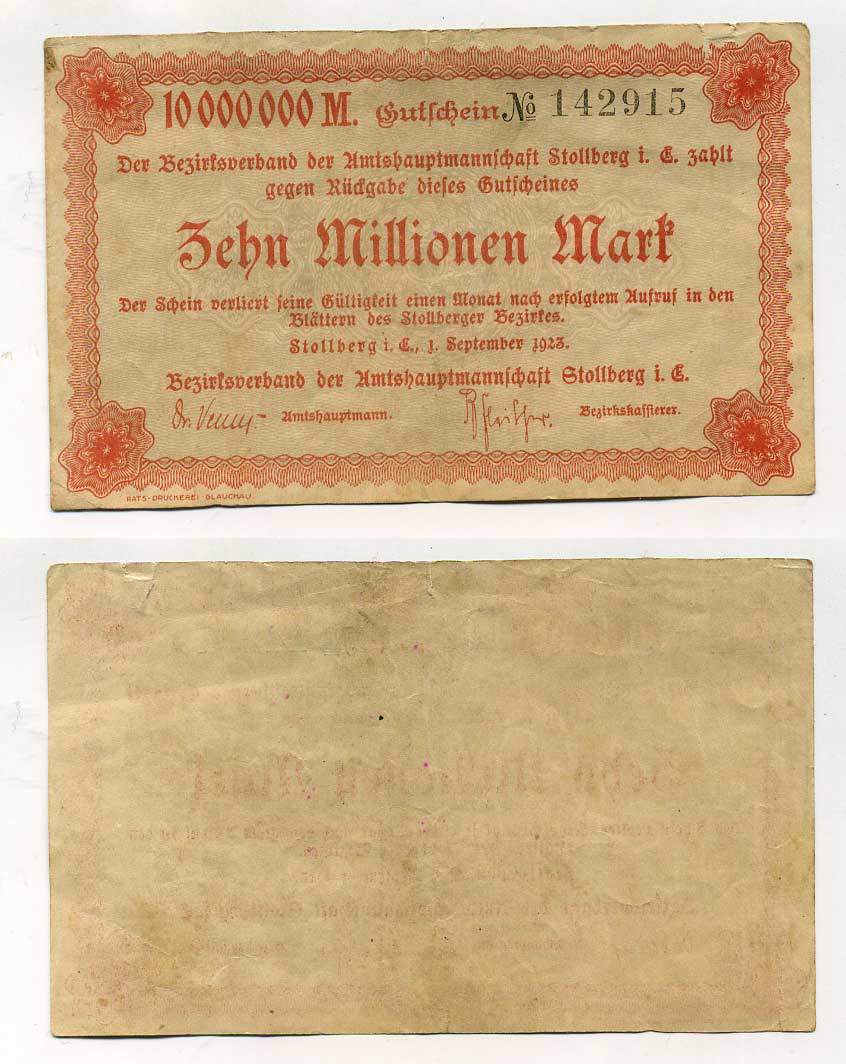 10 000 000 M. Gutschein № 142915
Der Bezirksverband der Amtshauptmannschaft Stollberg i. E. zahlt
gegen Rückgabe dieses Gutscheines
Zehn Millionen Mark
Der Schein verliert seine Gültigkeit einen Monat nach erfolgtem Aufruf in den
Blättern des Stollberger Bezirkes.
Stollberg i. E., 1. September 1923.
Bezirksverband der Amtshauptmannschaft Stollberg i. E.
Amtshauptmann. Bezirkskassierer.
RATS-DRUCKEREI GLAUCHAU.